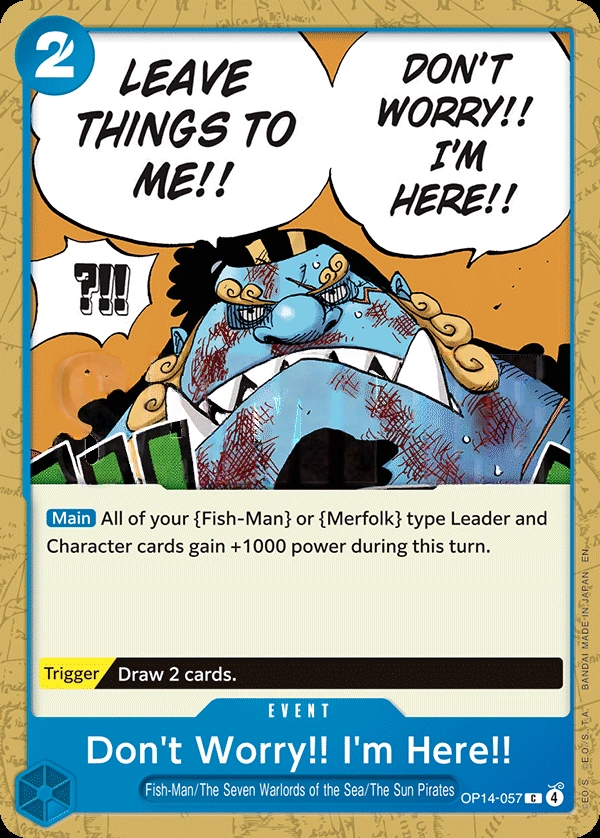 2
LEAVE
THINGS TO
ME!!
DON'T
WORRY!!
I'M
HERE!!
?!!
Main All of your {Fish-Man} or {Merfolk} type Leader and
Character cards gain +1000 power during this turn.
Trigger Draw 2 cards.
EVENT
Don't Worry!! I'm Here!!
Fish-Man/The Seven Warlords of the Sea/The Sun Pirates
OP14-057 C 4
BANDAI MADE IN JAPAN EN